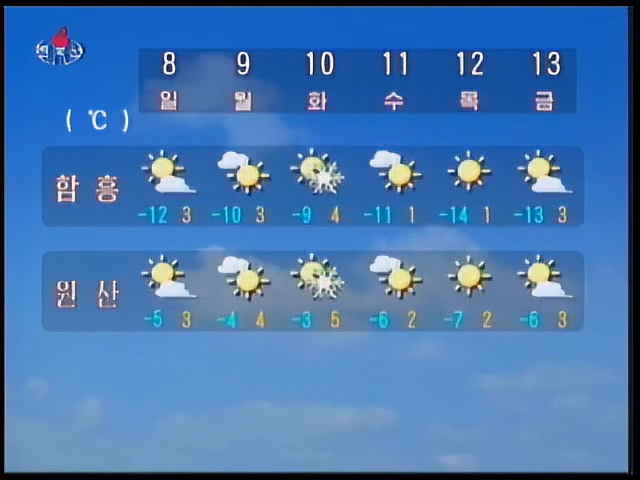 8 9 10 11 12 13
일 월 화 수 목 금
( ℃ )
함 흥
-12 3 -10 3 -9 4 -11 1 -14 1 -13 3
원 산
-5 3 -4 4 -3 5 -6 2 -7 2 -6 3